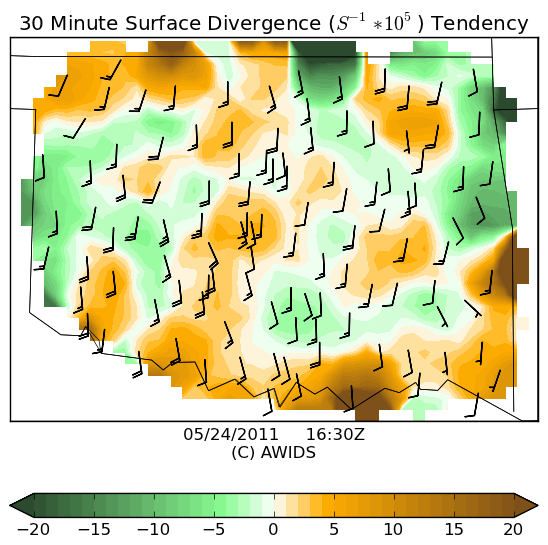 30 Minute Surface Divergence (S⁻¹ *10⁵ ) Tendency
05/24/2011 16:30Z
(C) AWIDS
−20 −15 −10 −5 0 5 10 15 20